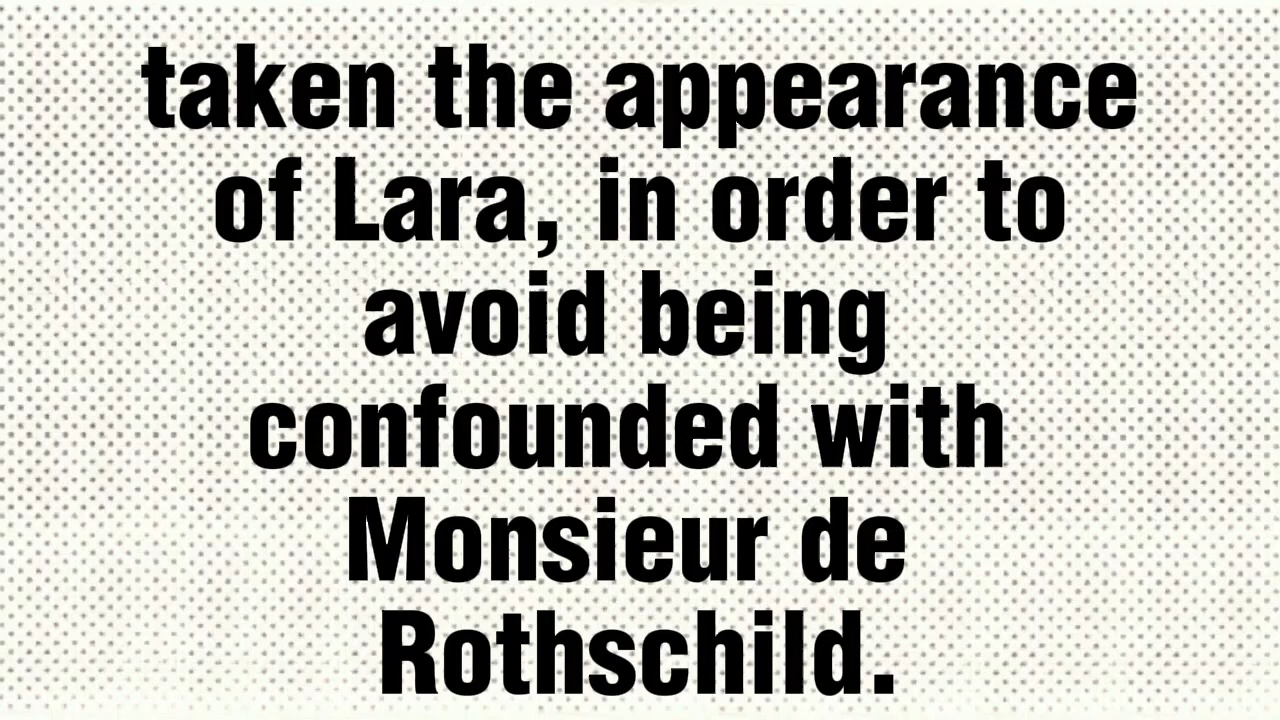 taken the appearance
of Lara, in order to
avoid being
confounded with
Monsieur de
Rothschild.